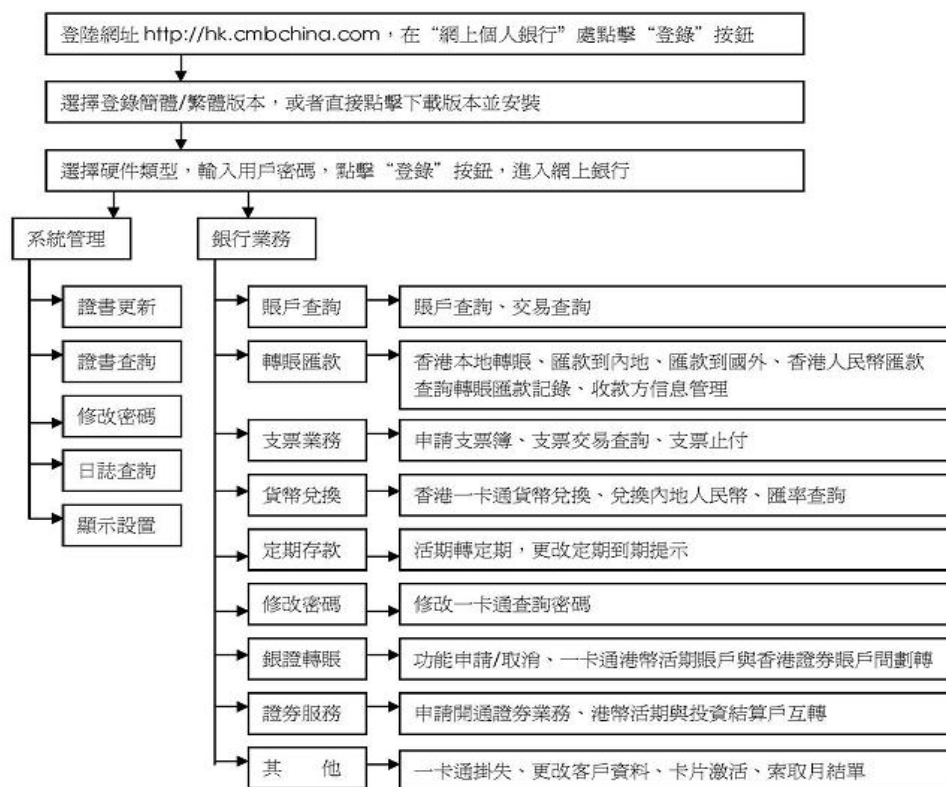 登陸網址 http://hk.cmbchina.com，在“網上個人銀行”處點擊“登錄”按鈕
選擇登錄簡體/繁體版本，或者直接點擊下載版本並安裝
選擇硬件類型，輸入用戶密碼，點擊“登錄”按鈕，進入網上銀行
系統管理
證書更新
證書查詢
修改密碼
日誌查詢
顯示設置
銀行業務
賬戶查詢
賬戶查詢、交易查詢
轉賬匯款
香港本地轉賬、匯款到內地、匯款到國外、香港人民幣匯款
查詢轉賬匯款記錄、收款方信息管理
支票業務
申請支票簿、支票交易查詢、支票止付
貨幣兌換
香港一卡通貨幣兌換、兌換內地人民幣、匯率查詢
定期存款
活期轉定期，更改定期到期提示
修改密碼
修改一卡通查詢密碼
銀證轉賬
功能申請/取消、一卡通港幣活期賬戶與香港證券賬戶間劃轉
證券服務
申請開通證券業務、港幣活期與投資結算戶互轉
其 他
一卡通掛失、更改客戶資料、卡片激活、索取月結單